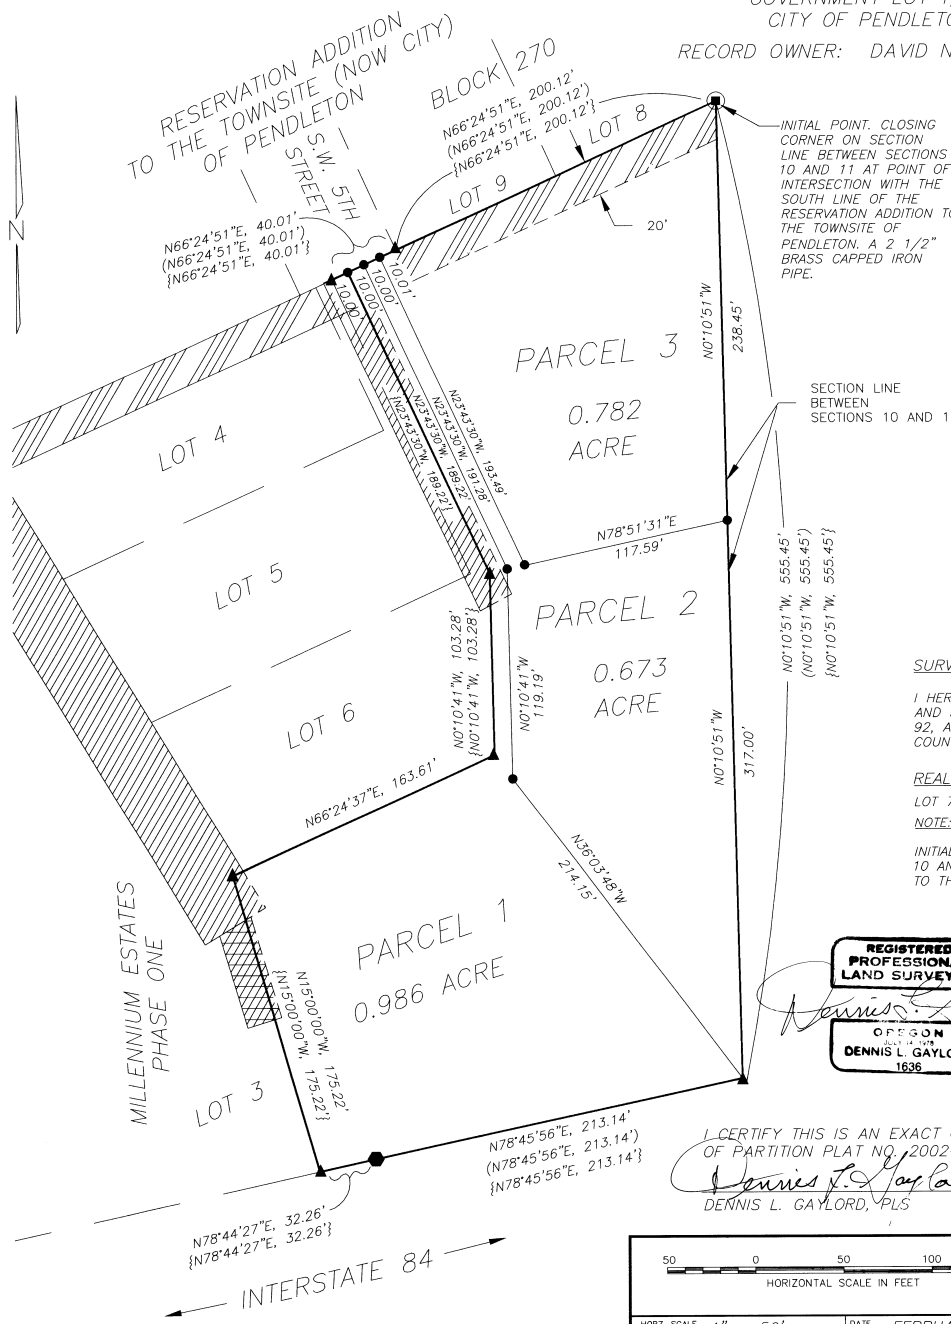 CITY OF PENDLETO
RECORD OWNER: DAVID N
RESERVATION ADDITION
TO THE TOWNSITE (NOW CITY)
OF PENDLETON
S.W. 5TH
STREET
BLOCK 270
N66°24'51"E, 200.12'
(N66°24'51"E, 200.12')
{N66°24'51"E, 200.12'}
LOT 8
LOT 9
20'
INITIAL POINT. CLOSING
CORNER ON SECTION
LINE BETWEEN SECTIONS
10 AND 11 AT POINT OF
INTERSECTION WITH THE
SOUTH LINE OF THE
RESERVATION ADDITION TO
THE TOWNSITE OF
PENDLETON. A 2 1/2"
BRASS CAPPED IRON
PIPE.
N
N66°24'51"E, 40.01'
(N66°24'51"E, 40.01')
{N66°24'51"E, 40.01'}
10.01'
10.00'
10.00'
10.00'
PARCEL 3
0.782
ACRE
N0°10'51"W
238.45'
SECTION LINE
BETWEEN
SECTIONS 10 AND 1
N23°43'30"W, 193.49'
N23°43'30"W, 191.28'
N23°43'30"W, 189.22'
{N23°43'30"W, 189.22'}
LOT 4
LOT 5
LOT 6
N78°51'31"E
117.59'
PARCEL 2
0.673
ACRE
N0°10'51"W, 555.45'
(N0°10'51"W, 555.45')
{N0°10'51"W, 555.45'}
N0°10'41"W, 103.28'
{N0°10'41"W, 103.28'}
N0°10'41"W
119.19'
N0°10'51"W
317.00'
N66°24'37"E, 163.61'
N36°03'48"W
214.15'
SURV
I HER
AND
92, A
COUN
REAL
LOT 7
NOTE:
INITIAL
10 AN
TO TH
PARCEL 1
0.986 ACRE
MILLENNIUM ESTATES
PHASE ONE
N15°00'00"W, 175.22'
{N15°00'00"W, 175.22'}
LOT 3
REGISTERED
PROFESSIONA
LAND SURVEY
OREGON
JULY 14, 1978
DENNIS L. GAYLO
1636
N78°45'56"E, 213.14'
(N78°45'56"E, 213.14')
{N78°45'56"E, 213.14'}
N78°44'27"E, 32.26'
{N78°44'27"E, 32.26'}
INTERSTATE 84
I CERTIFY THIS IS AN EXACT
OF PARTITION PLAT NO. 2002-
Dennis L. Gaylo
DENNIS L. GAYLORD, PLS
50 0 50 100
HORIZONTAL SCALE IN FEET